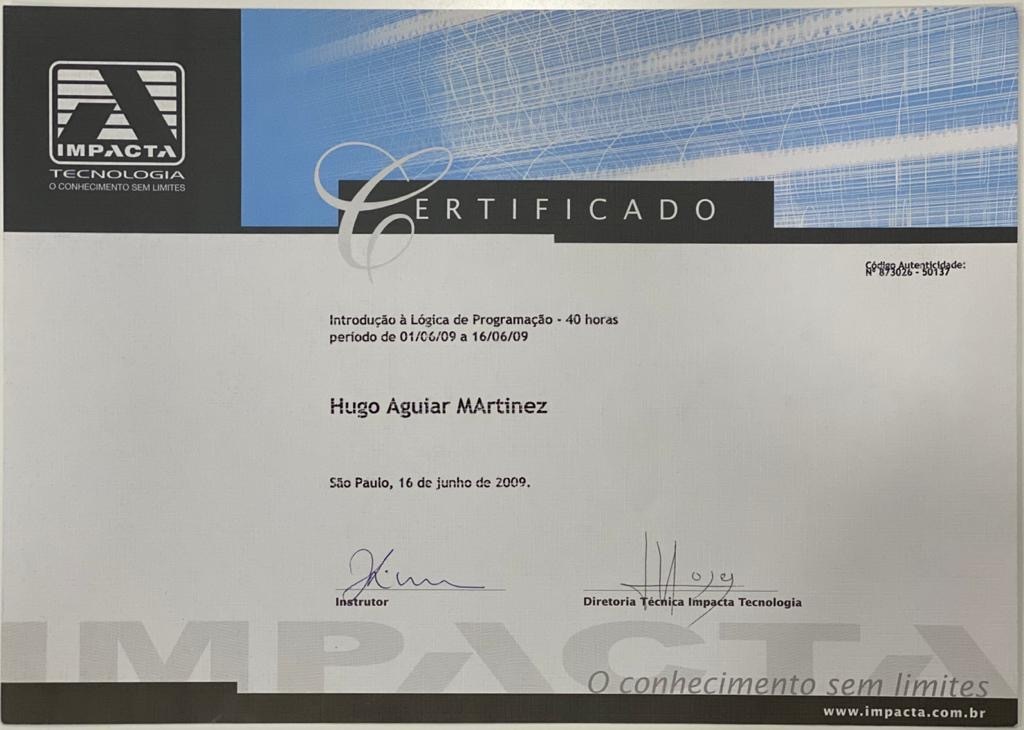 IMPACTA
TECNOLOGIA
O CONHECIMENTO SEM LIMITES
CERTIFICADO
Código Autenticidade:
Nº 873026 - 50137
Introdução à Lógica de Programação - 40 horas
período de 01/06/09 a 16/06/09
Hugo Aguiar MArtinez
São Paulo, 16 de junho de 2009.
Instrutor
Diretoria Técnica Impacta Tecnologia
IMPACTA
O conhecimento sem limites
www.impacta.com.br